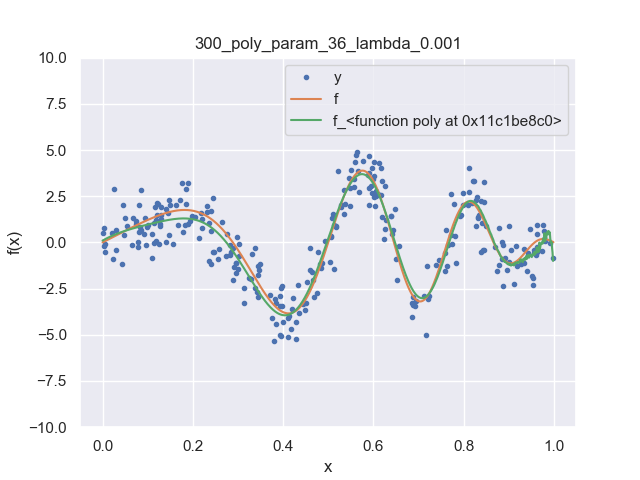 300_poly_param_36_lambda_0.001
y
f
f_<function poly at 0x11c1be8c0>
10.0
7.5
5.0
2.5
0.0
−2.5
−5.0
−7.5
−10.0
f(x)
0.0 0.2 0.4 0.6 0.8 1.0
x